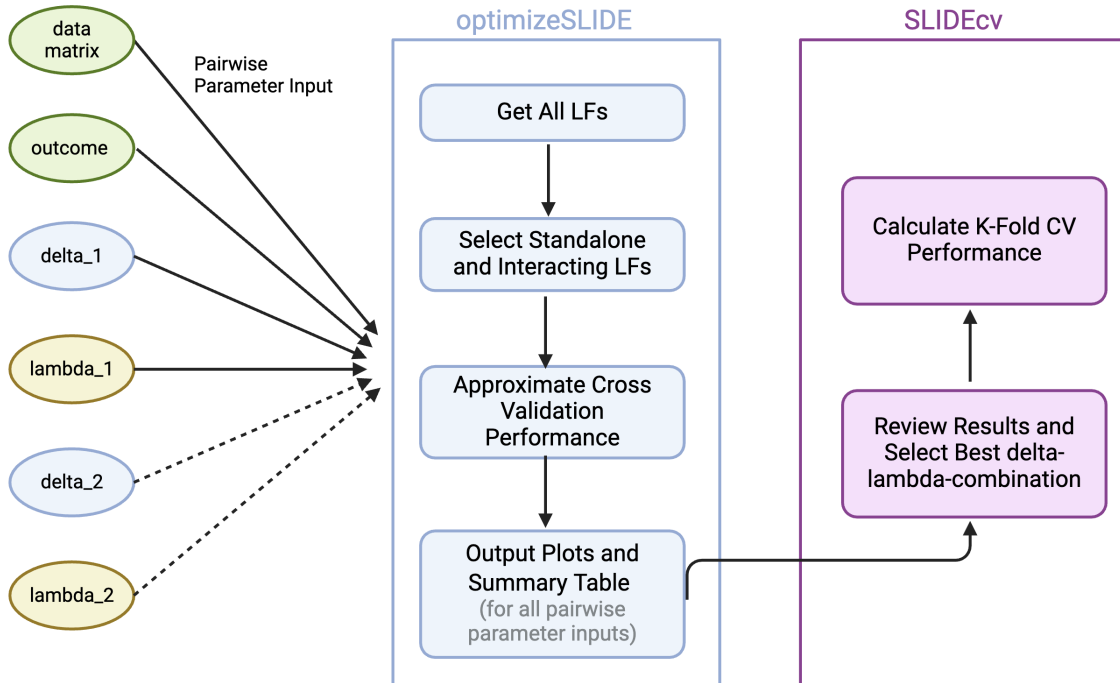 data
matrix
outcome
delta_1
lambda_1
delta_2
lambda_2
Pairwise
Parameter Input
optimizeSLIDE
Get All LFs
Select Standalone
and Interacting LFs
Approximate Cross
Validation
Performance
Output Plots and
Summary Table
(for all pairwise
parameter inputs)
SLIDEcv
Calculate K-Fold CV
Performance
Review Results and
Select Best delta-
lambda-combination